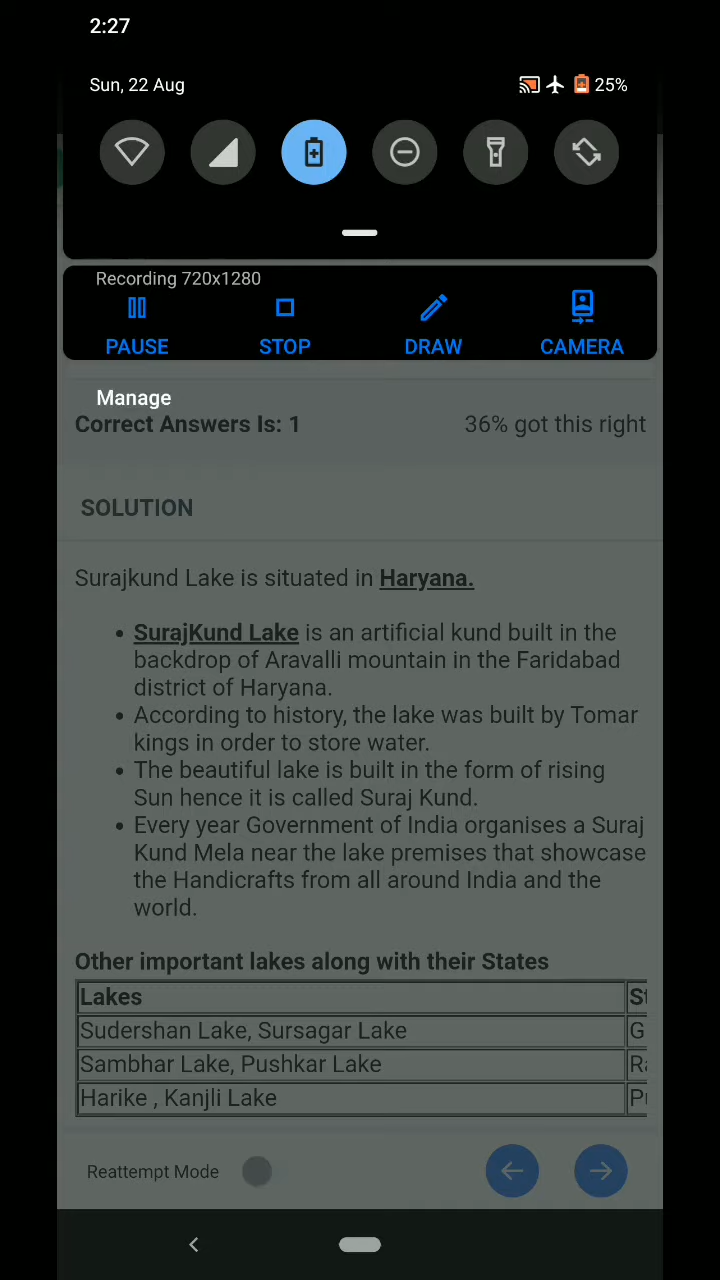 2:27
Sun, 22 Aug
25%
Recording 720x1280
PAUSE STOP DRAW CAMERA
Manage
Correct Answers Is: 1 36% got this right
SOLUTION
Surajkund Lake is situated in Haryana.
• SurajKund Lake is an artificial kund built in the
backdrop of Aravalli mountain in the Faridabad
district of Haryana.
• According to history, the lake was built by Tomar
kings in order to store water.
• The beautiful lake is built in the form of rising
Sun hence it is called Suraj Kund.
• Every year Government of India organises a Suraj
Kund Mela near the lake premises that showcase
the Handicrafts from all around India and the
world.
Other important lakes along with their States
Lakes
Sudershan Lake, Sursagar Lake G
Sambhar Lake, Pushkar Lake
Harike , Kanjli Lake
Reattempt Mode